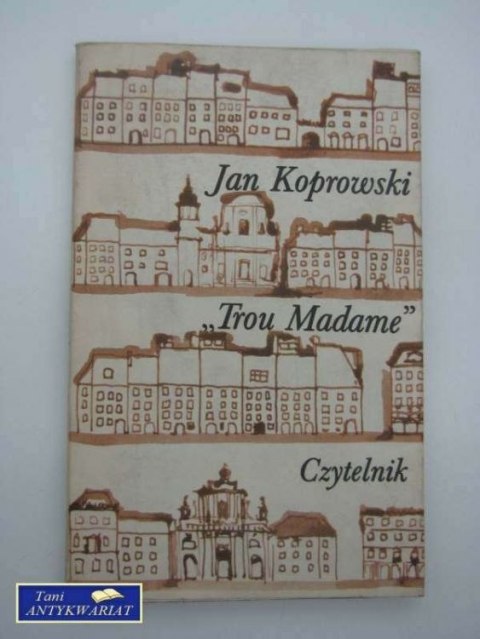 Jan Koprowski
„Trou Madame”
Czytelnik
Tani
ANTYKWARIAT